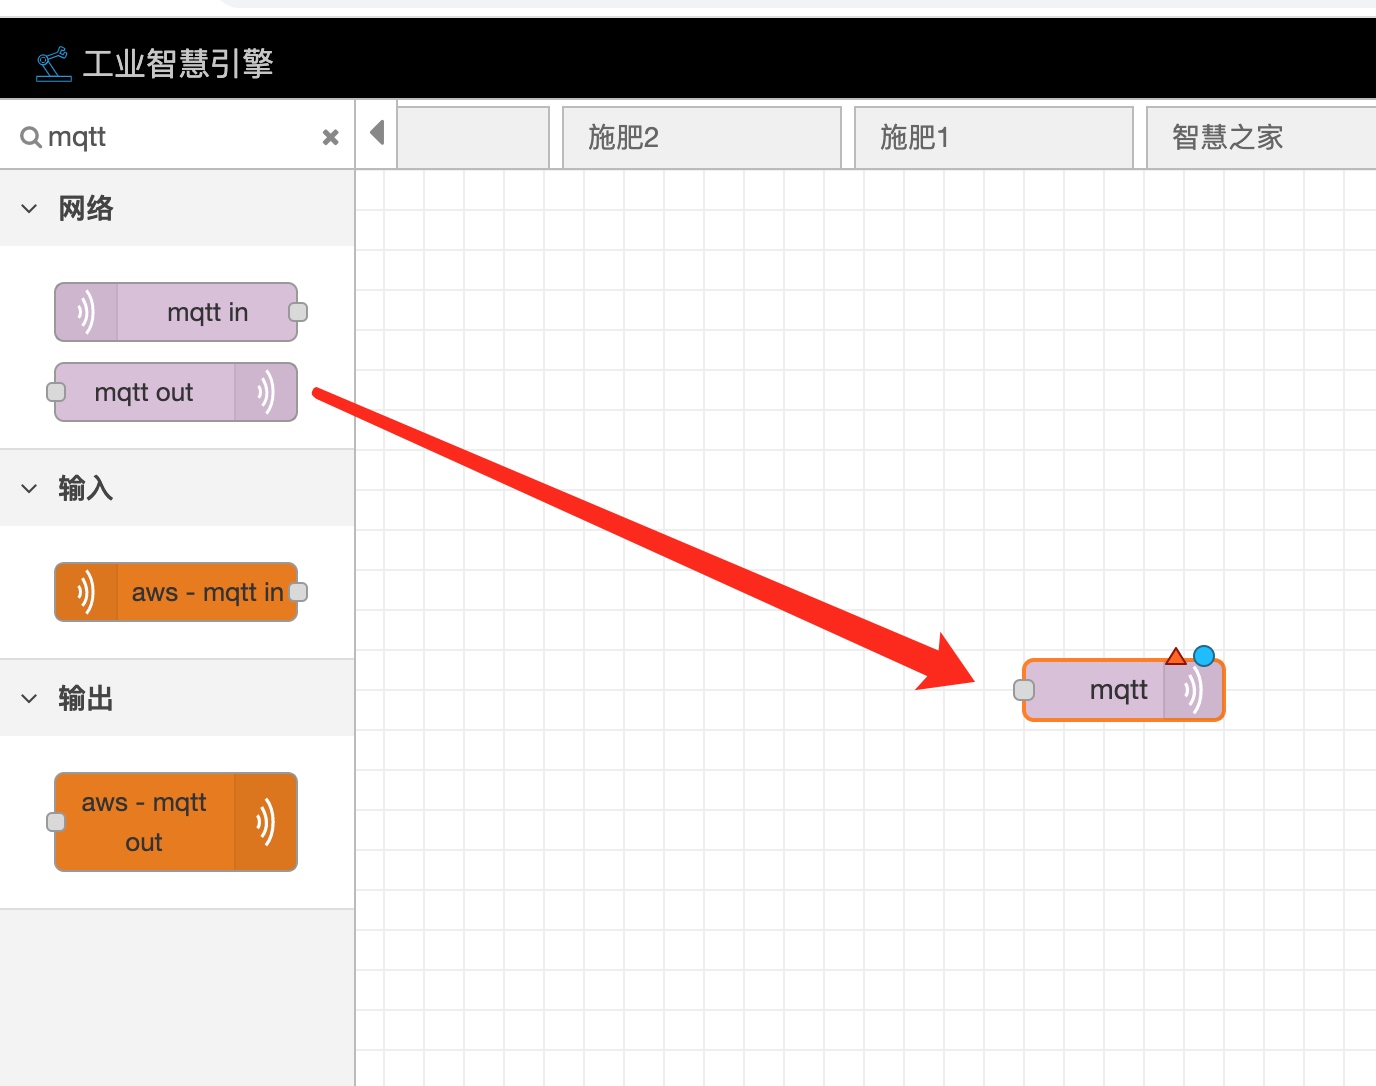 工业智慧引擎
mqtt
施肥2
施肥1
智慧之家
网络
mqtt in
mqtt out
输入
aws - mqtt in
输出
aws - mqtt
out
mqtt